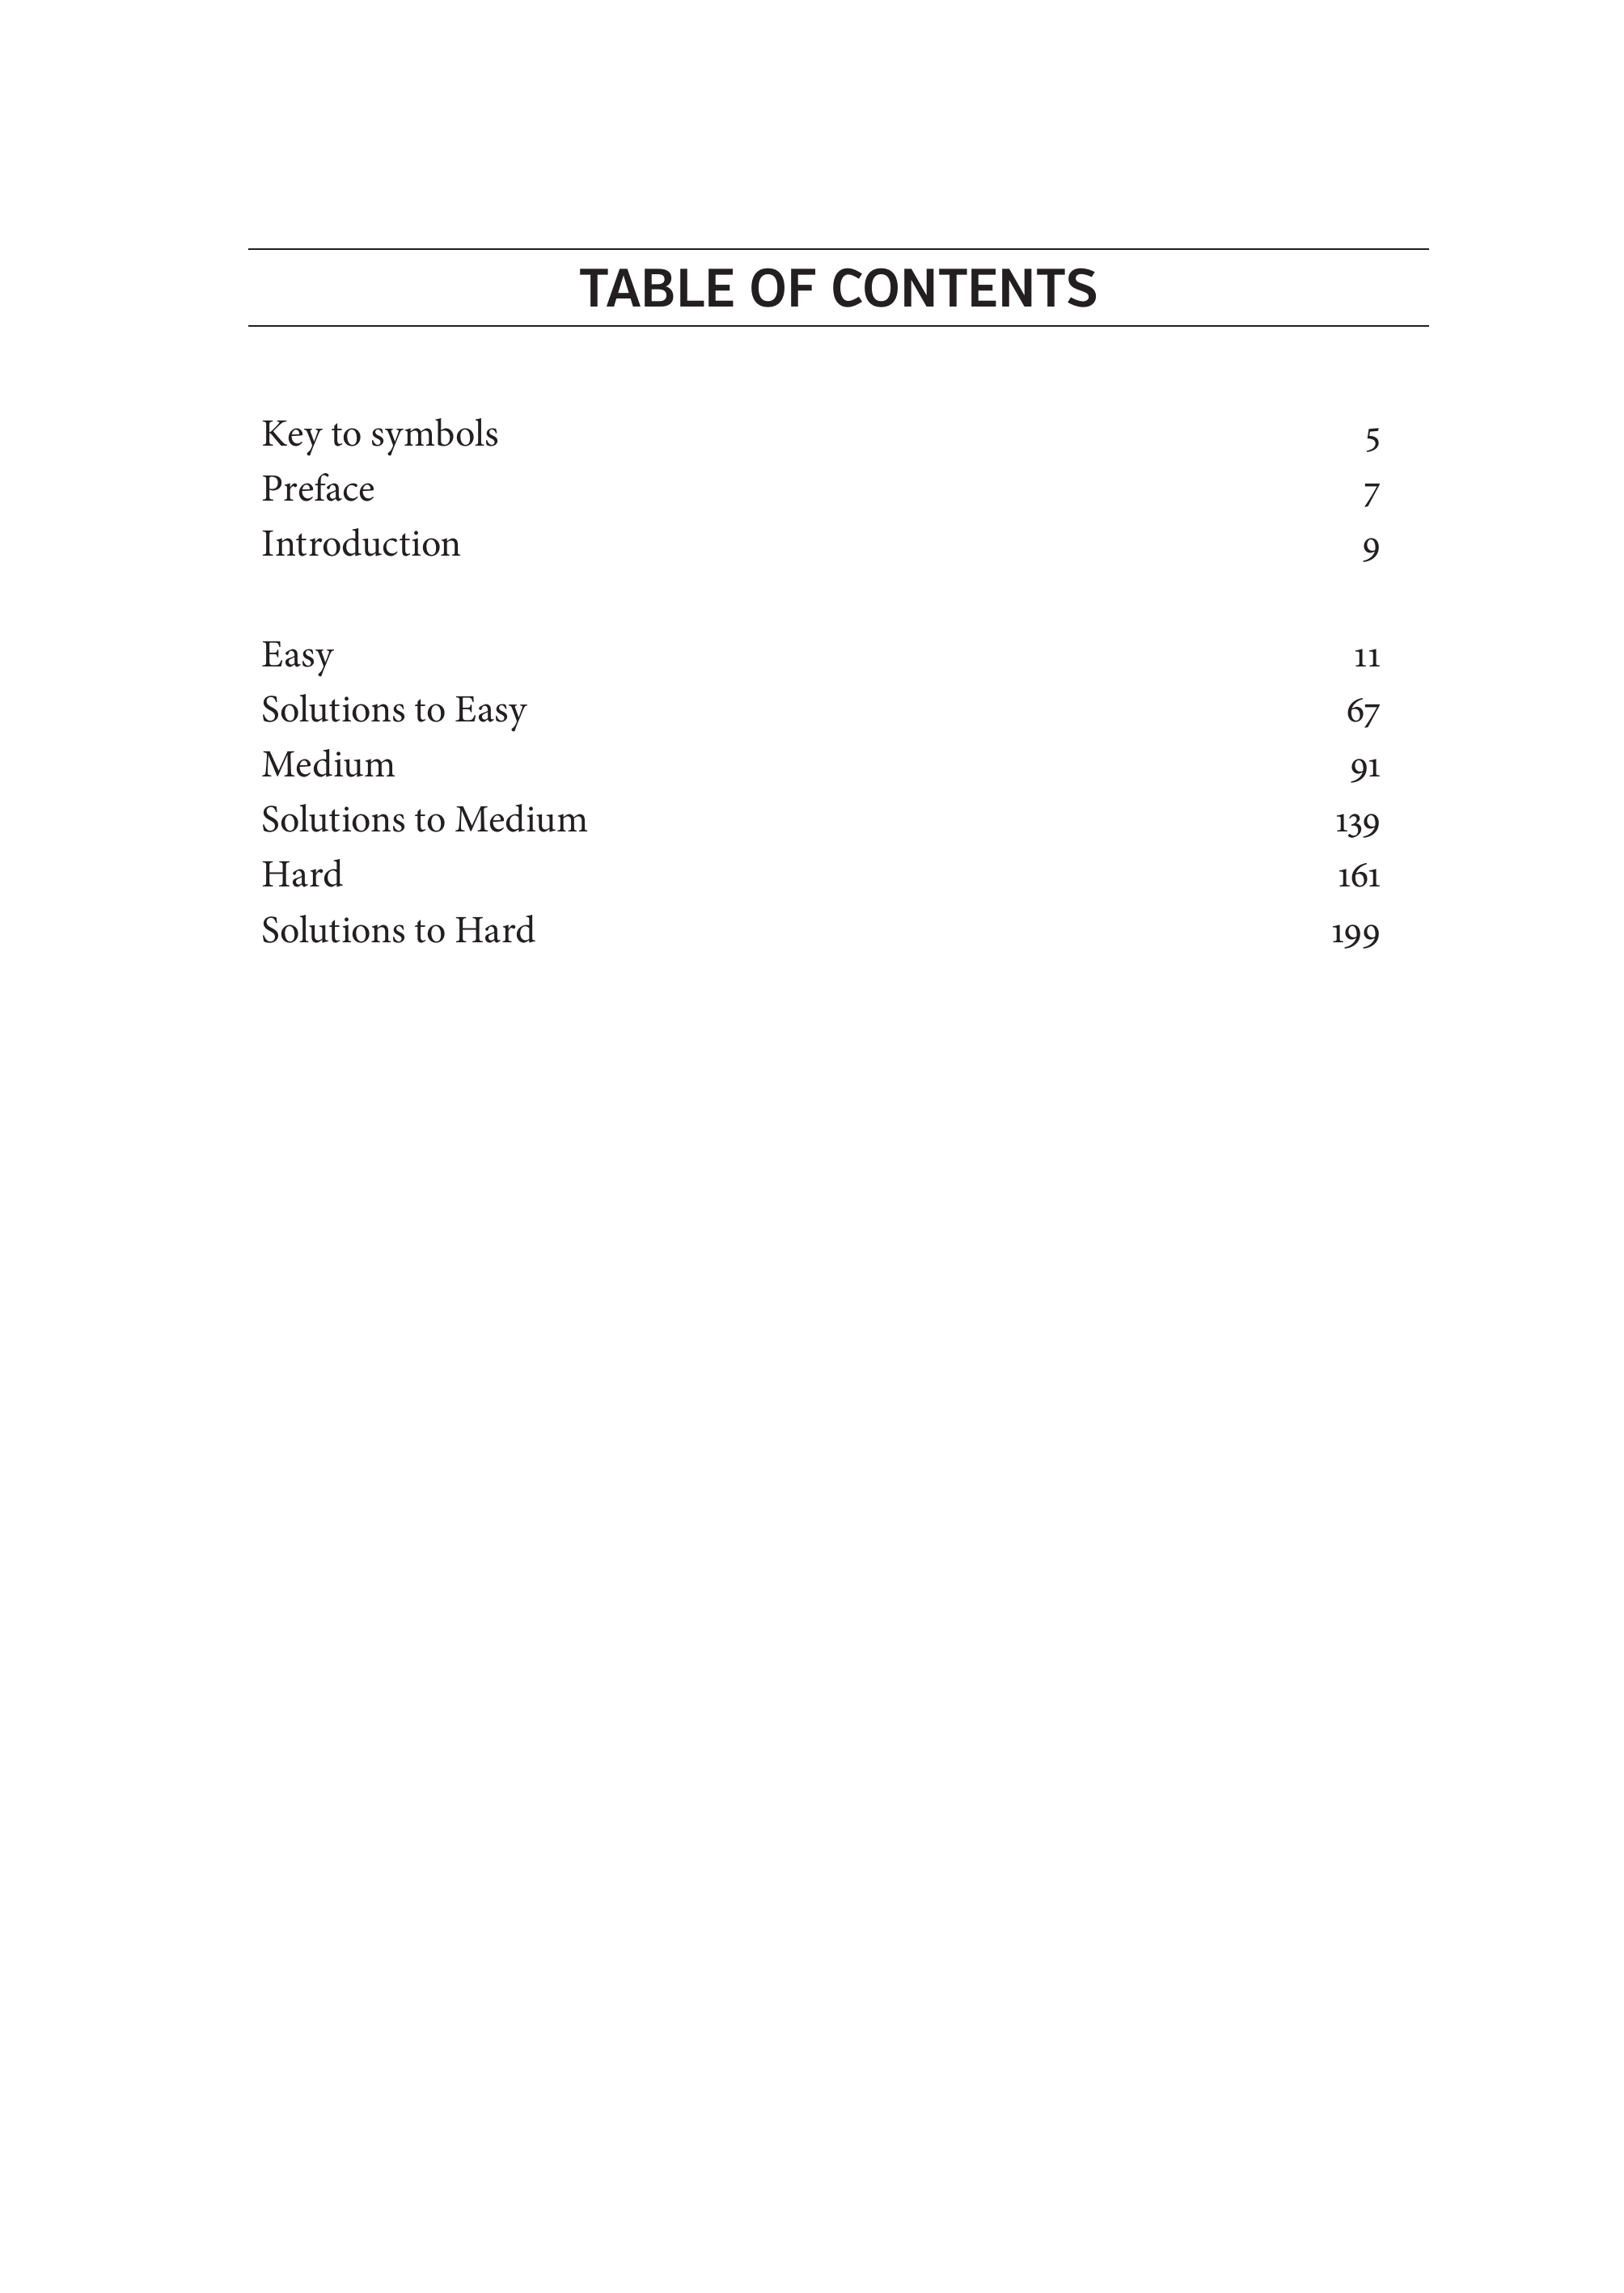 TABLE OF CONTENTS
Key to symbols 5
Preface 7
Introduction 9
Easy 11
Solutions to Easy 67
Medium 91
Solutions to Medium 139
Hard 161
Solutions to Hard 199